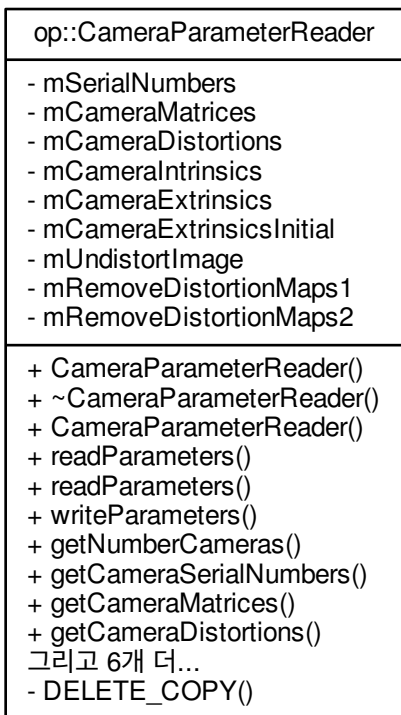 op::CameraParameterReader
- mSerialNumbers
- mCameraMatrices
- mCameraDistortions
- mCameraIntrinsics
- mCameraExtrinsics
- mCameraExtrinsicsInitial
- mUndistortImage
- mRemoveDistortionMaps1
- mRemoveDistortionMaps2
+ CameraParameterReader()
+ ~CameraParameterReader()
+ CameraParameterReader()
+ readParameters()
+ readParameters()
+ writeParameters()
+ getNumberCameras()
+ getCameraSerialNumbers()
+ getCameraMatrices()
+ getCameraDistortions()
그리고 6개 더...
- DELETE_COPY()